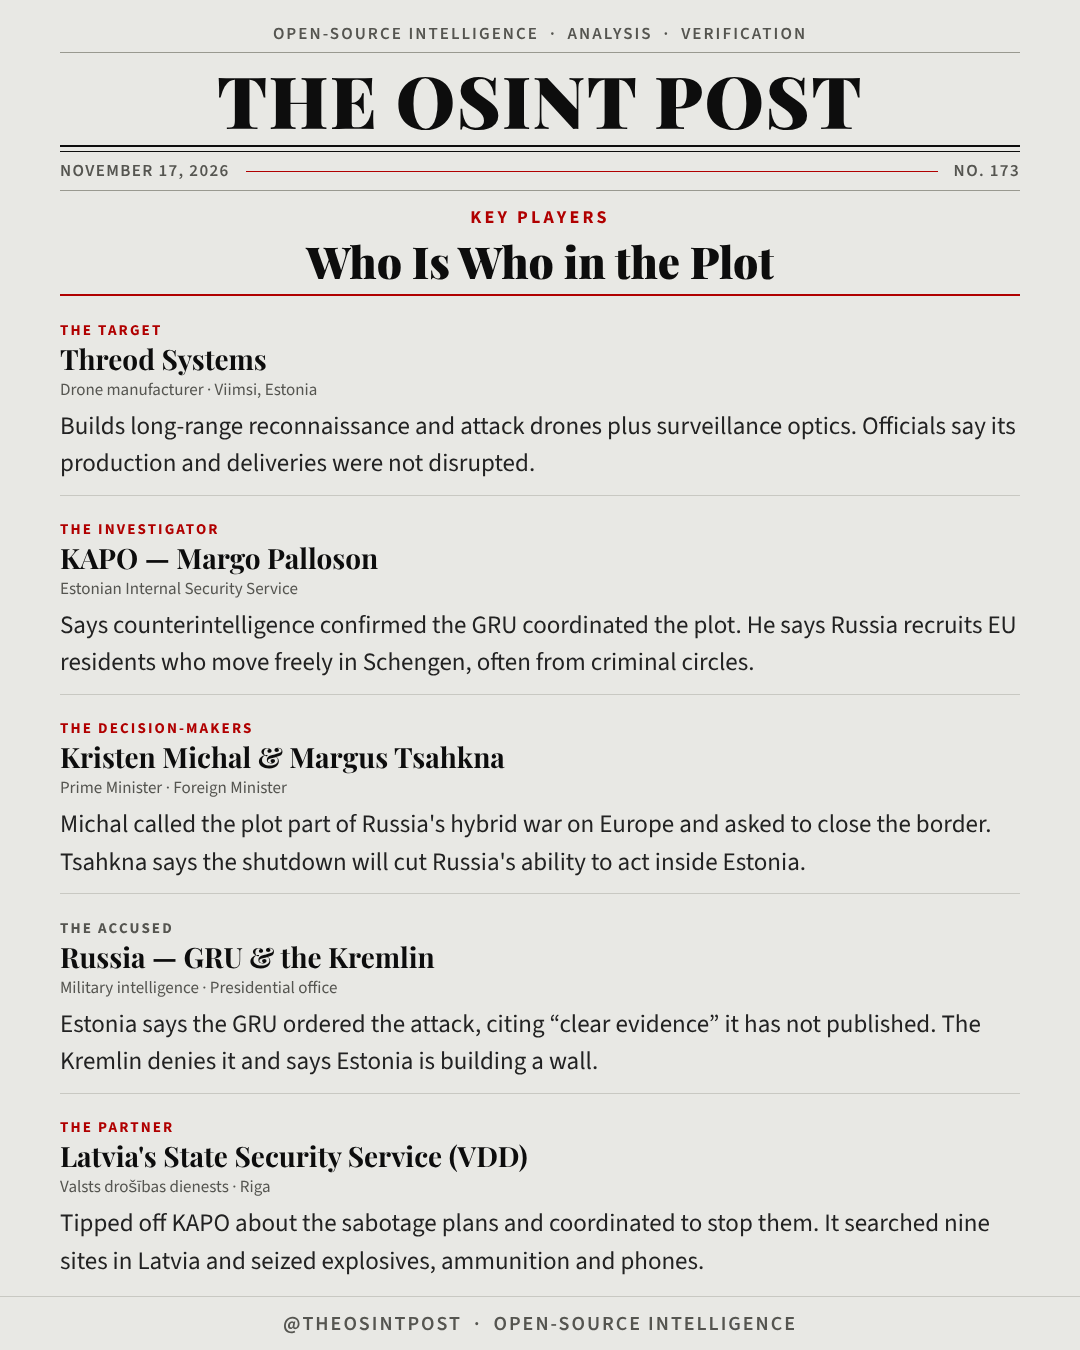 OPEN-SOURCE INTELLIGENCE · ANALYSIS · VERIFICATION
THE OSINT POST
NOVEMBER 17, 2026
NO. 173
KEY PLAYERS
Who Is Who in the Plot
THE TARGET
Threod Systems
Drone manufacturer · Viimsi, Estonia
Builds long-range reconnaissance and attack drones plus surveillance optics. Officials say its
production and deliveries were not disrupted.
THE INVESTIGATOR
KAPO — Margo Palloson
Estonian Internal Security Service
Says counterintelligence confirmed the GRU coordinated the plot. He says Russia recruits EU
residents who move freely in Schengen, often from criminal circles.
THE DECISION-MAKERS
Kristen Michal & Margus Tsahkna
Prime Minister · Foreign Minister
Michal called the plot part of Russia's hybrid war on Europe and asked to close the border.
Tsahkna says the shutdown will cut Russia's ability to act inside Estonia.
THE ACCUSED
Russia — GRU & the Kremlin
Military intelligence · Presidential office
Estonia says the GRU ordered the attack, citing “clear evidence” it has not published. The
Kremlin denies it and says Estonia is building a wall.
THE PARTNER
Latvia's State Security Service (VDD)
Valsts drošības dienests · Riga
Tipped off KAPO about the sabotage plans and coordinated to stop them. It searched nine
sites in Latvia and seized explosives, ammunition and phones.
@THEOSINTPOST · OPEN-SOURCE INTELLIGENCE